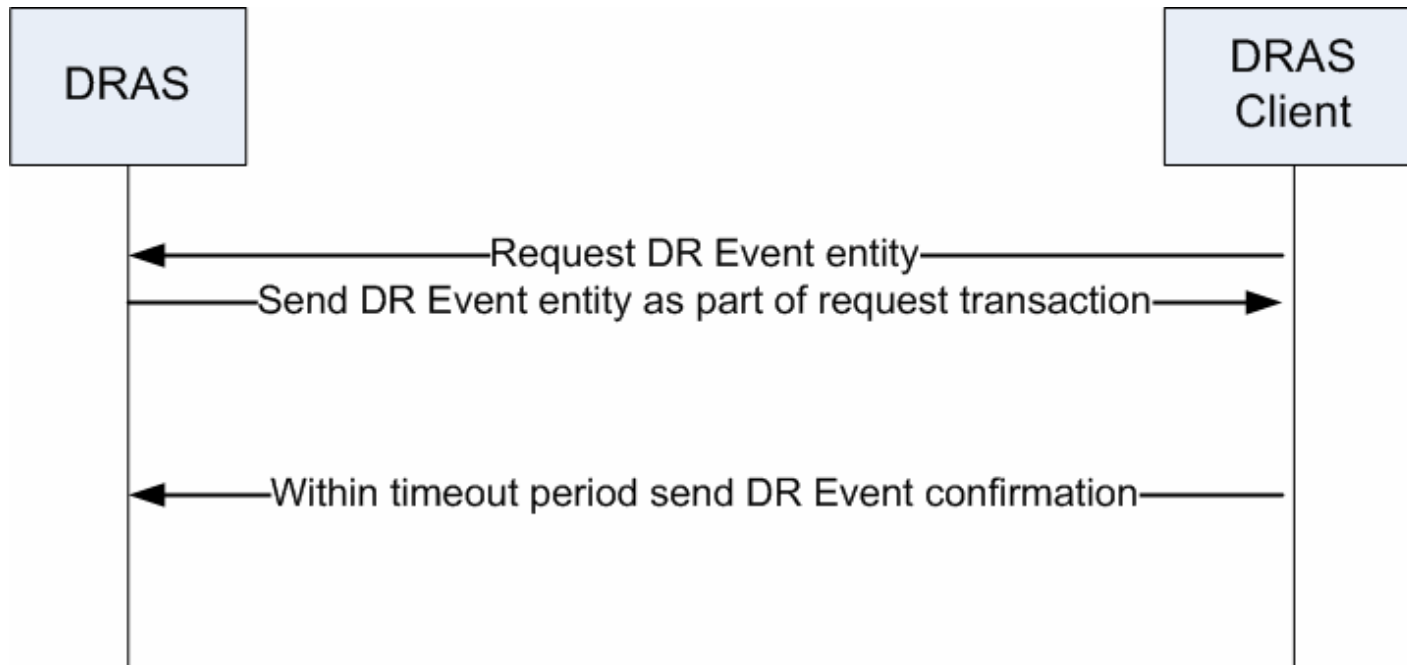 DRAS
DRAS
Client
Request DR Event entity
Send DR Event entity as part of request transaction
Within timeout period send DR Event confirmation